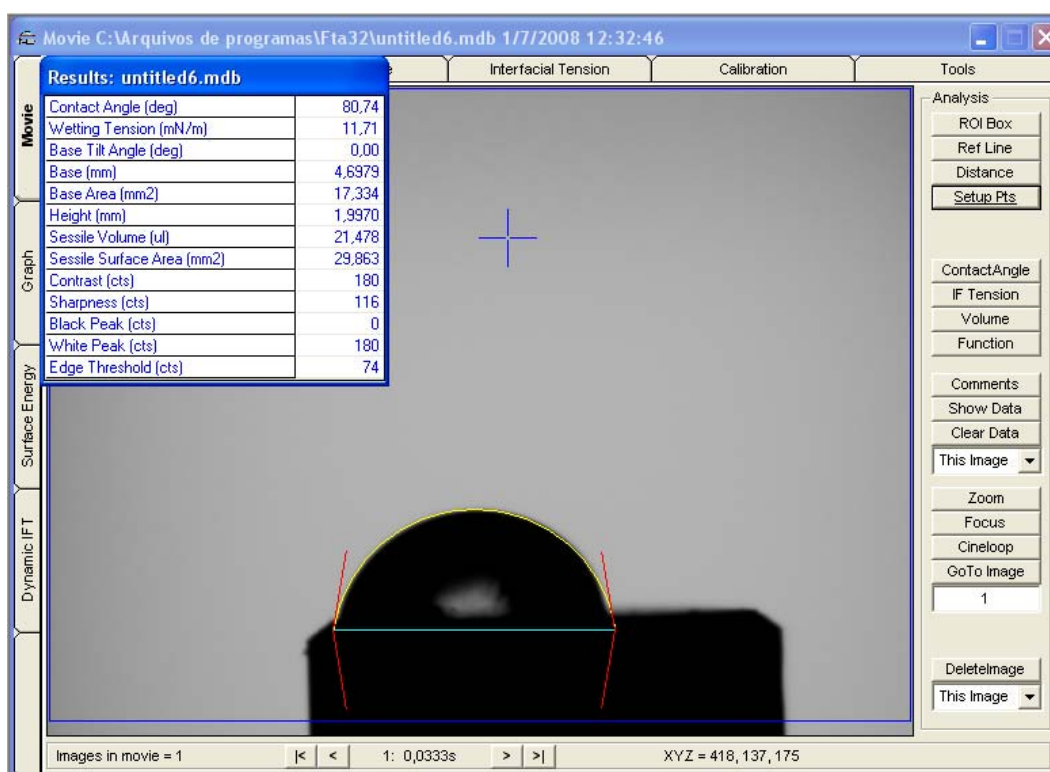 Movie C:\Arquivos de programas\Fta32\untitled6.mdb 1/7/2008 12:32:46
Interfacial Tension
Calibration
Tools
Results: untitled6.mdb
Contact Angle (deg) 80,74
Wetting Tension (mN/m) 11,71
Base Tilt Angle (deg) 0,00
Base (mm) 4,6979
Base Area (mm2) 17,334
Height (mm) 1,9970
Sessile Volume (ul) 21,478
Sessile Surface Area (mm2) 29,863
Contrast (cts) 180
Sharpness (cts) 116
Black Peak (cts) 0
White Peak (cts) 180
Edge Threshold (cts) 74
Movie
Graph
Surface Energy
Dynamic IFT
Analysis
ROI Box
Ref Line
Distance
Setup Pts
ContactAngle
IF Tension
Volume
Function
Comments
Show Data
Clear Data
This Image
Zoom
Focus
Cineloop
GoTo Image
1
DeleteImage
This Image
Images in movie = 1
|< < 1: 0,0333s > >|
XYZ = 418, 137, 175